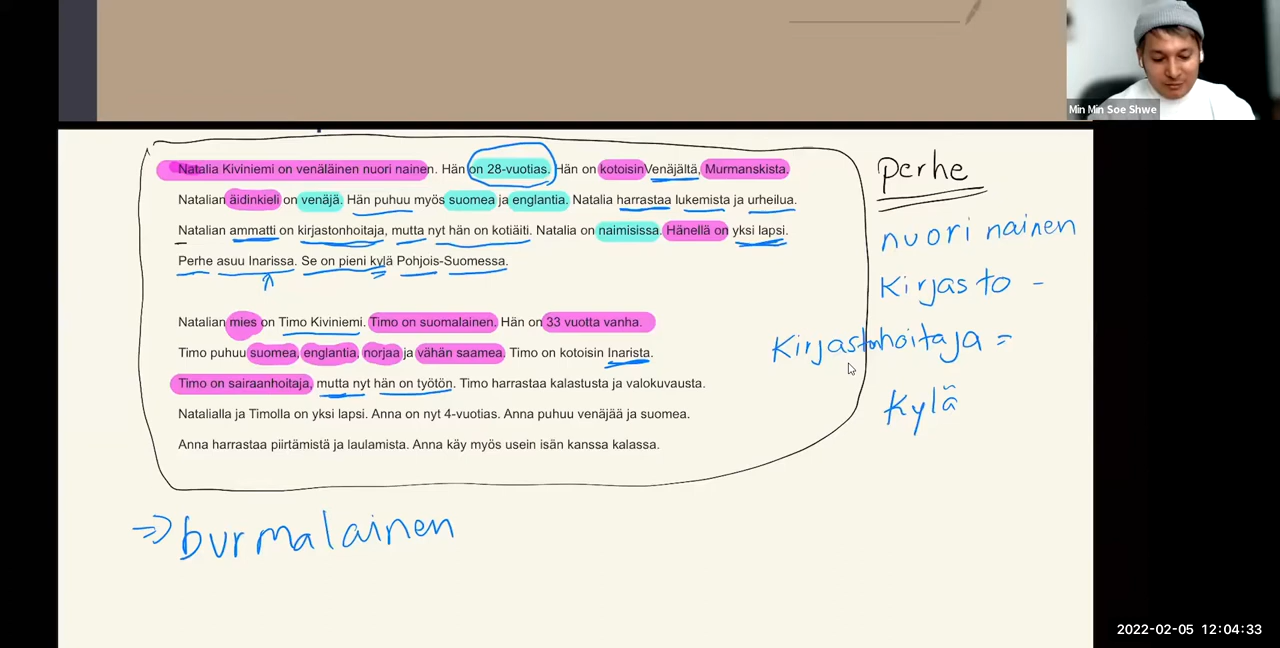 Min Min Soe Shwe
Natalia Kiviniemi on venäläinen nuori nainen. Hän on 28-vuotias. Hän on kotoisin Venäjältä, Murmanskista.
Natalian äidinkieli on venäjä. Hän puhuu myös suomea ja englantia. Natalia harrastaa lukemista ja urheilua.
Natalian ammatti on kirjastonhoitaja, mutta nyt hän on kotiäiti. Natalia on naimisissa. Hänellä on yksi lapsi.
Perhe asuu Inarissa. Se on pieni kylä Pohjois-Suomessa.
Natalian mies on Timo Kiviniemi. Timo on suomalainen. Hän on 33 vuotta vanha.
Timo puhuu suomea, englantia, norjaa ja vähän saamea. Timo on kotoisin Inarista.
Timo on sairaanhoitaja, mutta nyt hän on työtön. Timo harrastaa kalastusta ja valokuvausta.
Natalialla ja Timolla on yksi lapsi. Anna on nyt 4-vuotias. Anna puhuu venäjää ja suomea.
Anna harrastaa piirtämistä ja laulamista. Anna käy myös usein isän kanssa kalassa.
perhe
nuori nainen
Kirjasto -
Kirjastonhoitaja =
Kylä
=> burmalainen
2022-02-05 12:04:33